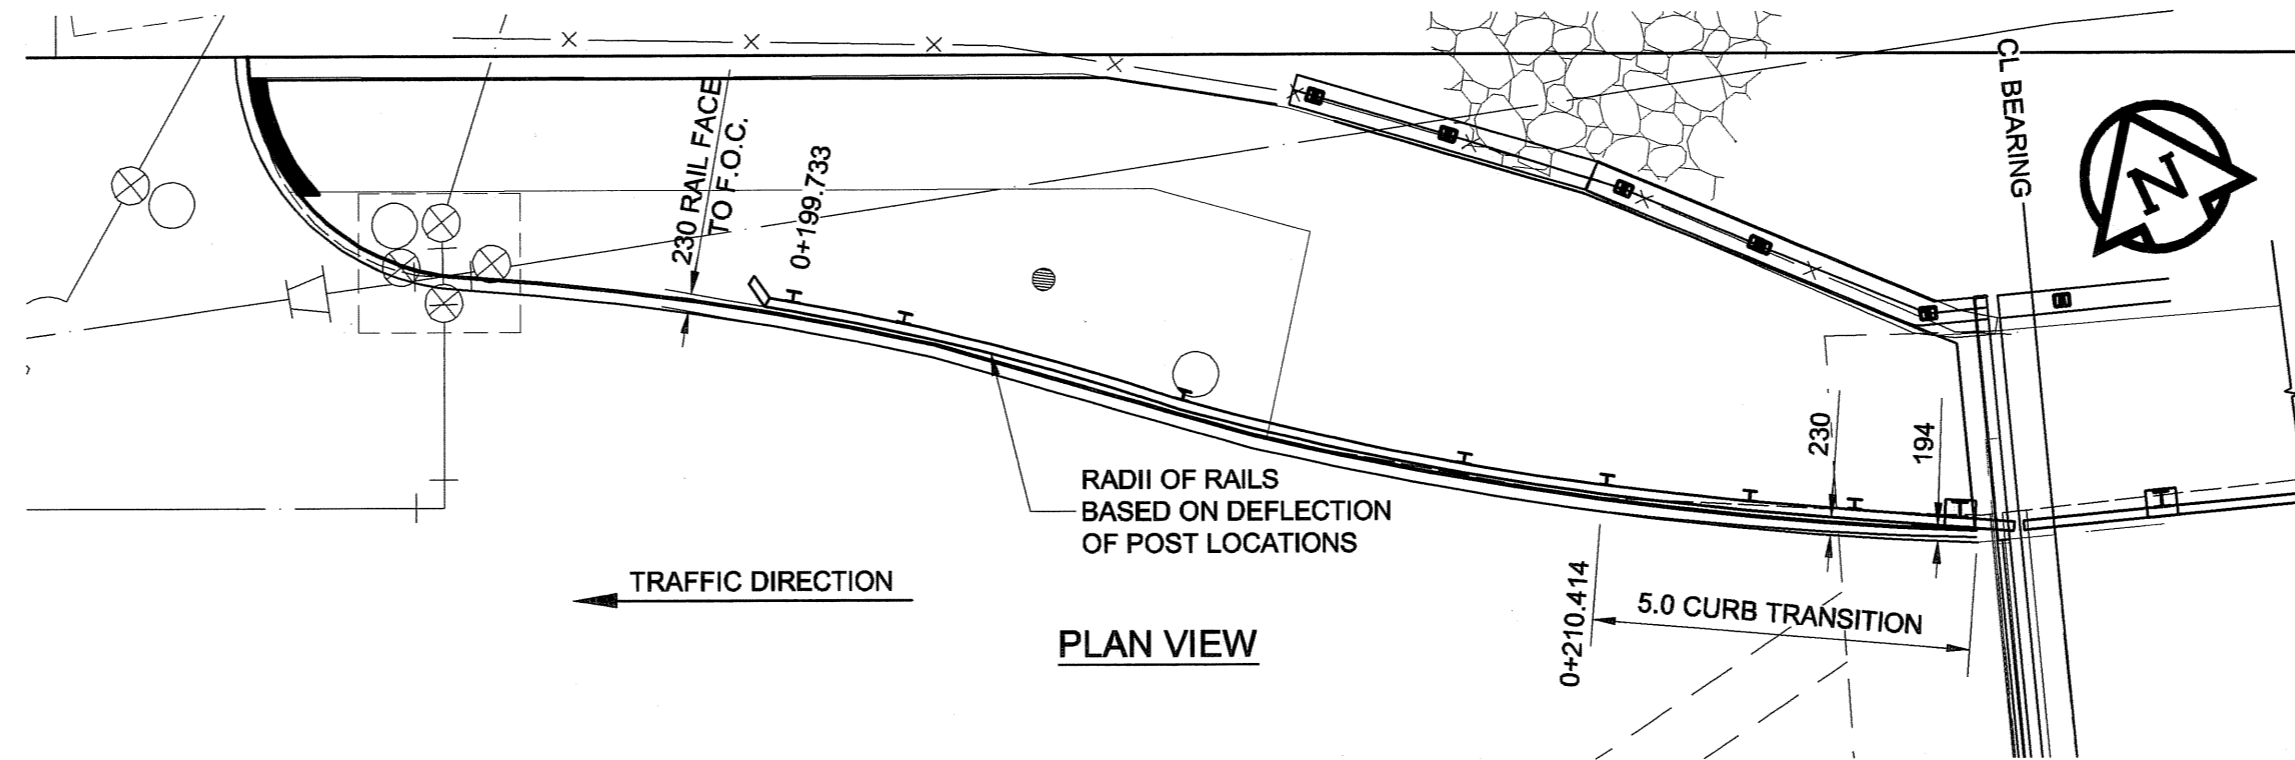 CL BEARING
N
230 RAIL FACE
TO F.O.C.
0+199.733
230
194
RADII OF RAILS
BASED ON DEFLECTION
OF POST LOCATIONS
0+210.414
5.0 CURB TRANSITION
TRAFFIC DIRECTION
PLAN VIEW